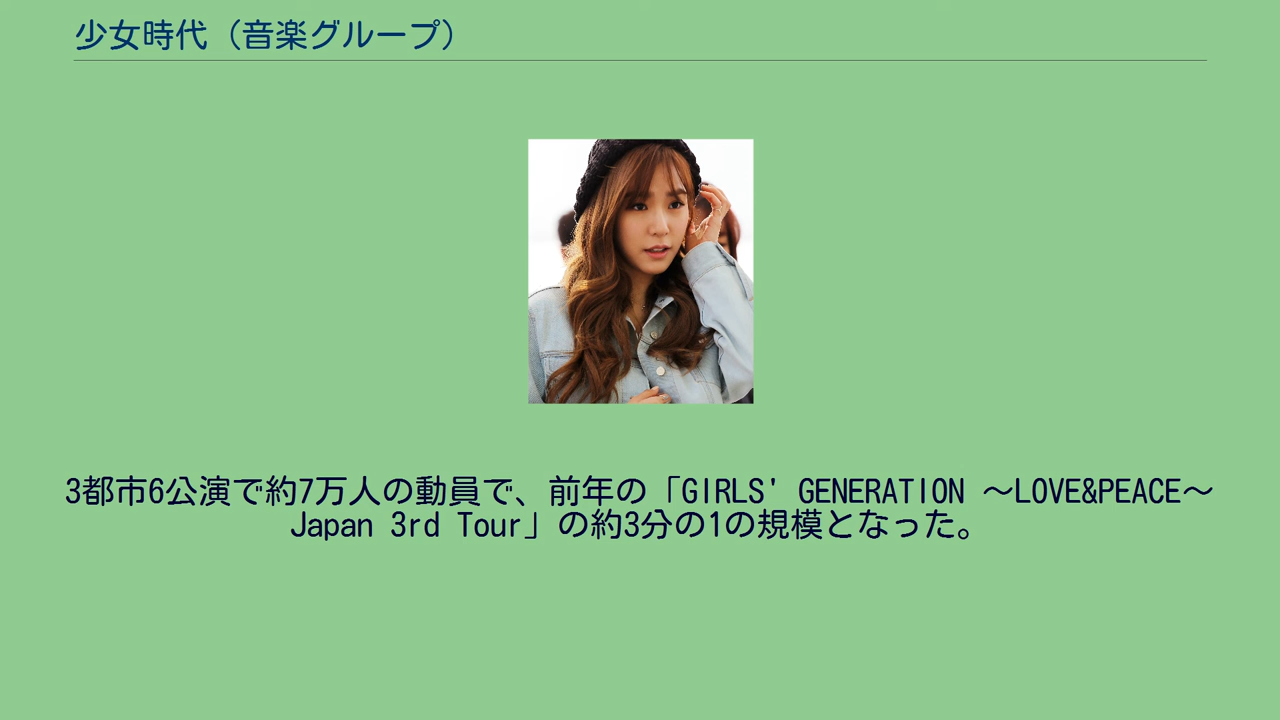 少女時代（音楽グループ）
3都市6公演で約7万人の動員で、前年の「GIRLS' GENERATION ～LOVE&PEACE～
Japan 3rd Tour」の約3分の1の規模となった。